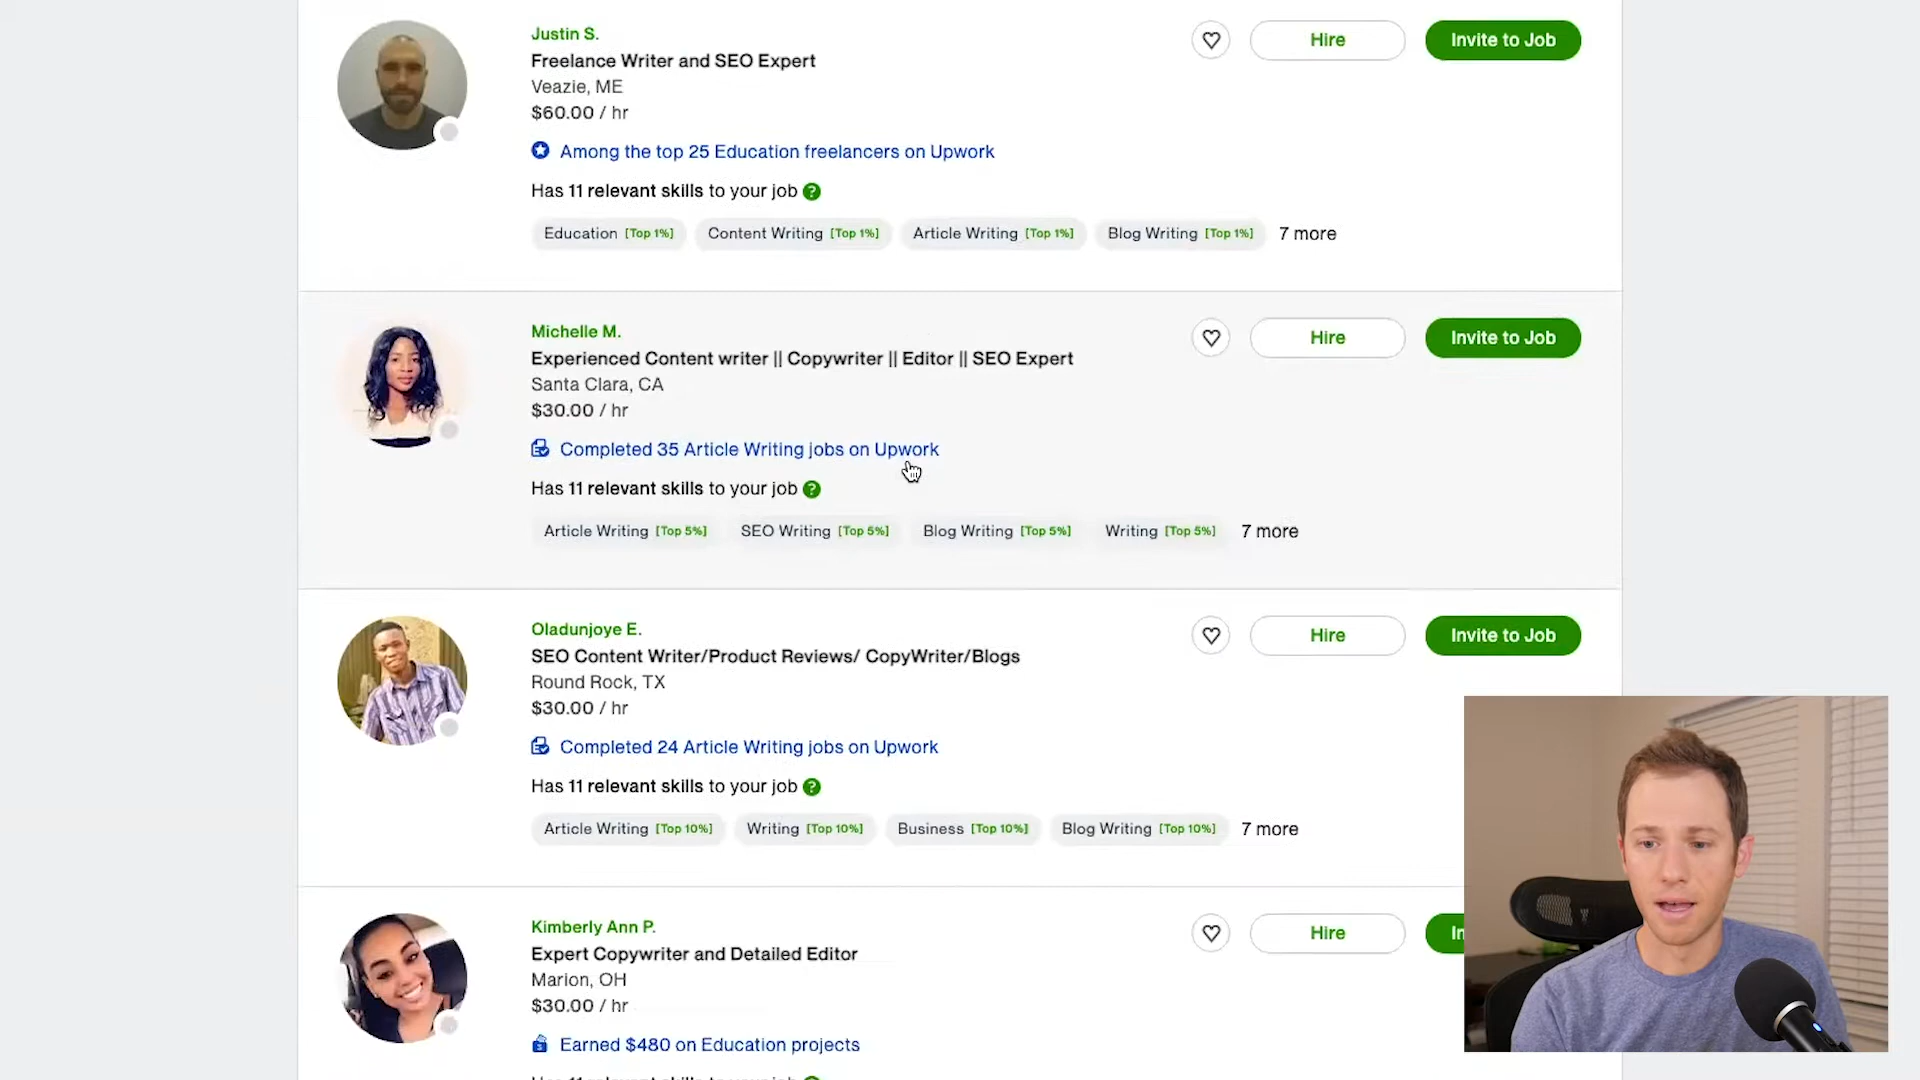 Justin S.
Freelance Writer and SEO Expert
Veazie, ME
$60.00 / hr
Among the top 25 Education freelancers on Upwork
Has 11 relevant skills to your job ?
Education [Top 1%] Content Writing [Top 1%] Article Writing [Top 1%] Blog Writing [Top 1%] 7 more
Hire Invite to Job
Michelle M.
Experienced Content writer || Copywriter || Editor || SEO Expert
Santa Clara, CA
$30.00 / hr
Completed 35 Article Writing jobs on Upwork
Has 11 relevant skills to your job ?
Article Writing [Top 5%] SEO Writing [Top 5%] Blog Writing [Top 5%] Writing [Top 5%] 7 more
Hire Invite to Job
Oladunjoye E.
SEO Content Writer/Product Reviews/ CopyWriter/Blogs
Round Rock, TX
$30.00 / hr
Completed 24 Article Writing jobs on Upwork
Has 11 relevant skills to your job ?
Article Writing [Top 10%] Writing [Top 10%] Business [Top 10%] Blog Writing [Top 10%] 7 more
Hire Invite to Job
Kimberly Ann P.
Expert Copywriter and Detailed Editor
Marion, OH
$30.00 / hr
Earned $480 on Education projects
Hire